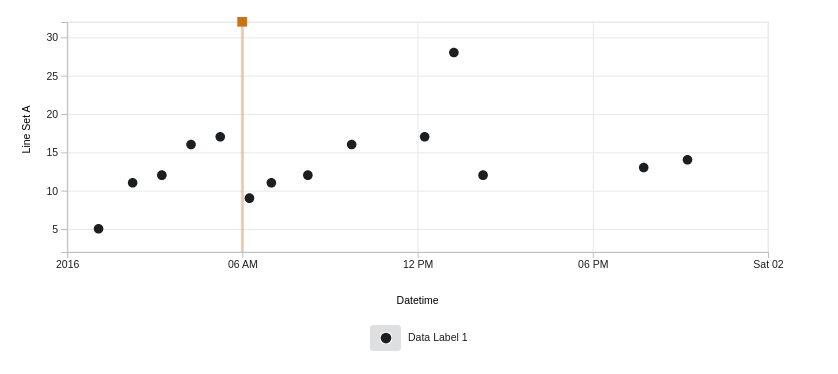 30
25
20
15
10
5
Line Set A
2016
06 AM
12 PM
06 PM
Sat 02
Datetime
Data Label 1